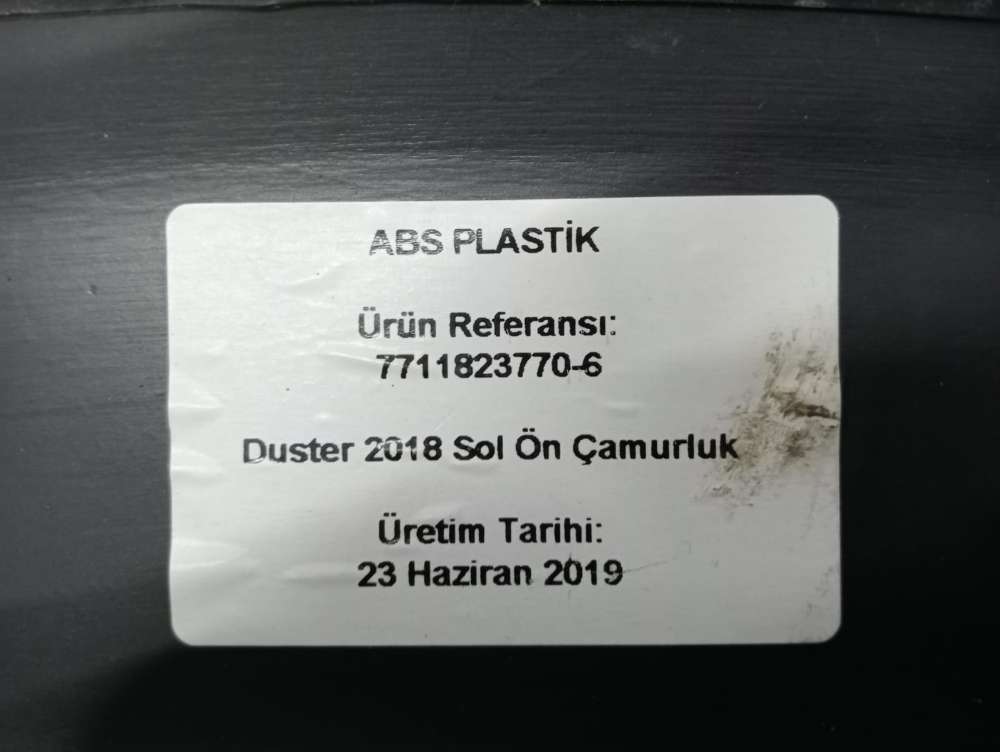 ABS PLASTİK
Ürün Referansı:
7711823770-6
Duster 2018 Sol Ön Çamurluk
Üretim Tarihi:
23 Haziran 2019